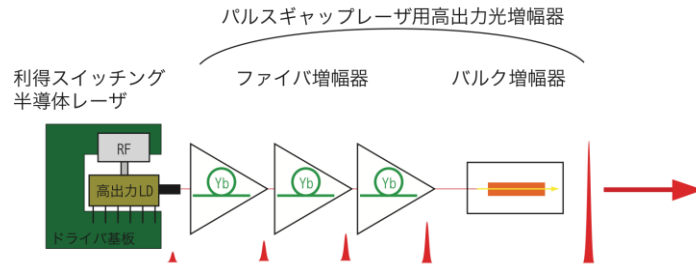 パルスギャップレーザ用高出力光増幅器
利得スイッチング
半導体レーザ
ファイバ増幅器
バルク増幅器
RF
高出力LD
ドライバ基板
Yb
Yb
Yb